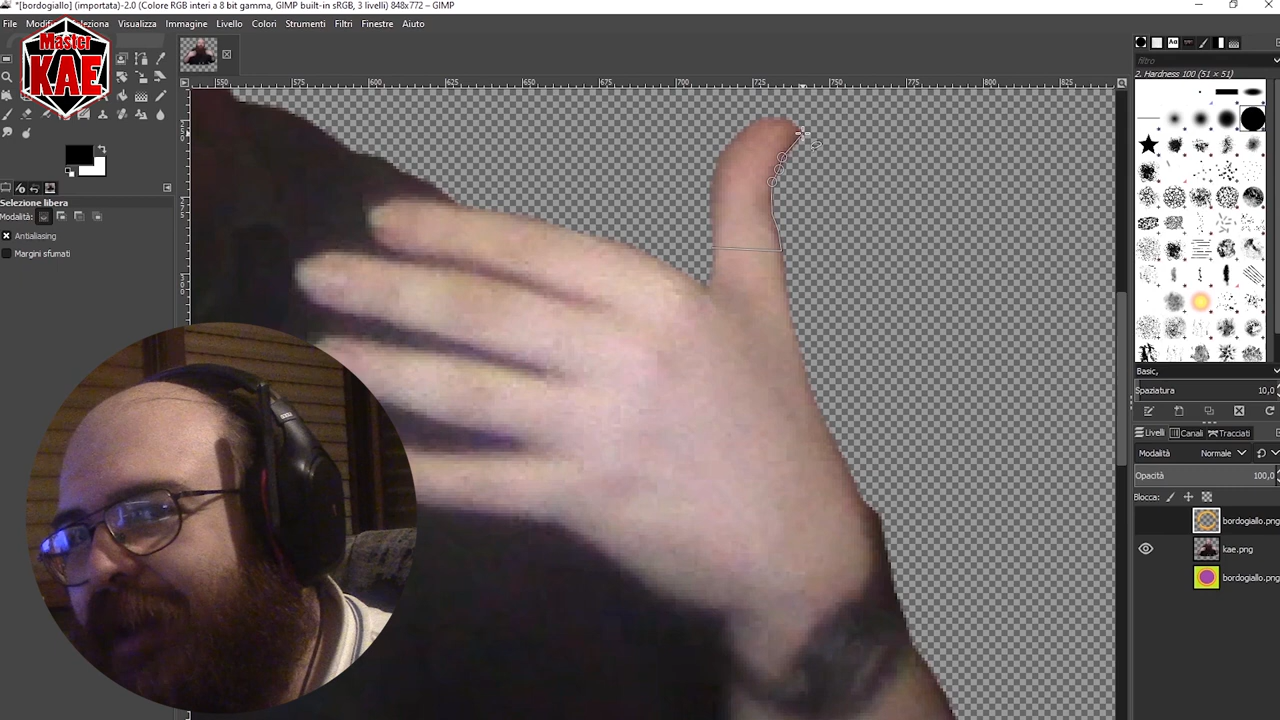 *[bordogiallo] (importata)-2.0 (Colore RGB interi a 8 bit gamma, GIMP built-in sRGB, 3 livelli) 848x772 – GIMP
File Modifica Seleziona Visualizza Immagine Livello Colori Strumenti Filtri Finestre Aiuto
Master
KAE
550 575 600 625 650 675 700 725 750 775 800 825
filtro
2. Hardness 100 (51 × 51)
Selezione libera
Modalità:
Antialiasing
Margini sfumati
Basic,
Spaziatura 10,0
Livelli Canali Tracciati
Modalità Normale
Opacità 100,0
Blocca:
bordogiallo.png
kae.png
bordogiallo.png